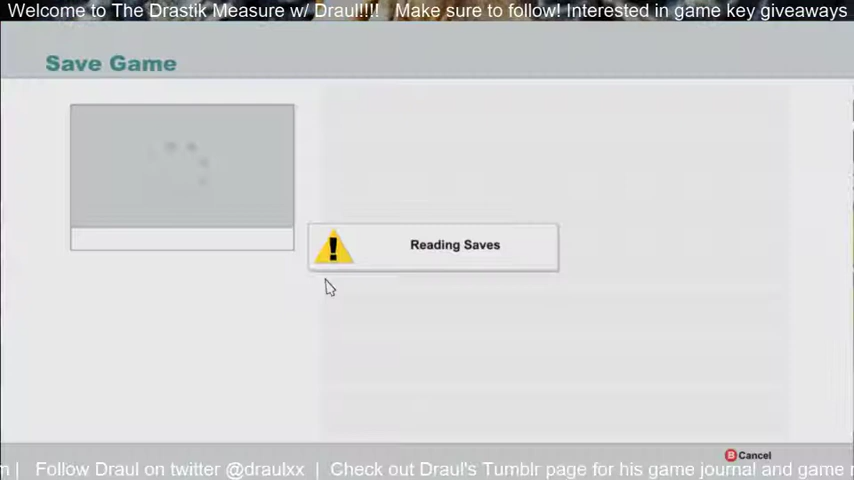 Welcome to The Drastik Measure w/ Draul!!!! Make sure to follow! Interested in game key giveaways
Save Game
Reading Saves
B Cancel
| Follow Draul on twitter @draulxx | Check out Draul's Tumblr page for his game journal and game